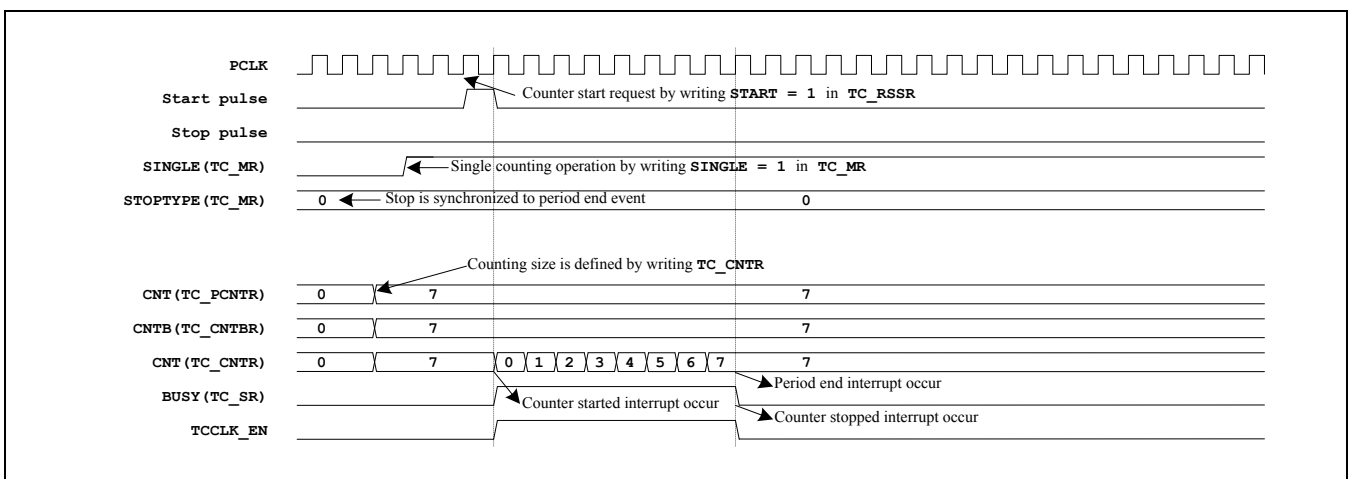 PCLK
Start pulse Counter start request by writing START = 1 in TC_RSSR
Stop pulse
SINGLE(TC_MR) Single counting operation by writing SINGLE = 1 in TC_MR
STOPTYPE(TC_MR) 0 Stop is synchronized to period end event 0
Counting size is defined by writing TC_CNTR
CNT(TC_PCNTR) 0 7 7
CNTB(TC_CNTBR) 0 7 7
CNT(TC_CNTR) 0 7 0 1 2 3 4 5 6 7 7
Period end interrupt occur
BUSY(TC_SR) Counter started interrupt occur
Counter stopped interrupt occur
TCCLK_EN